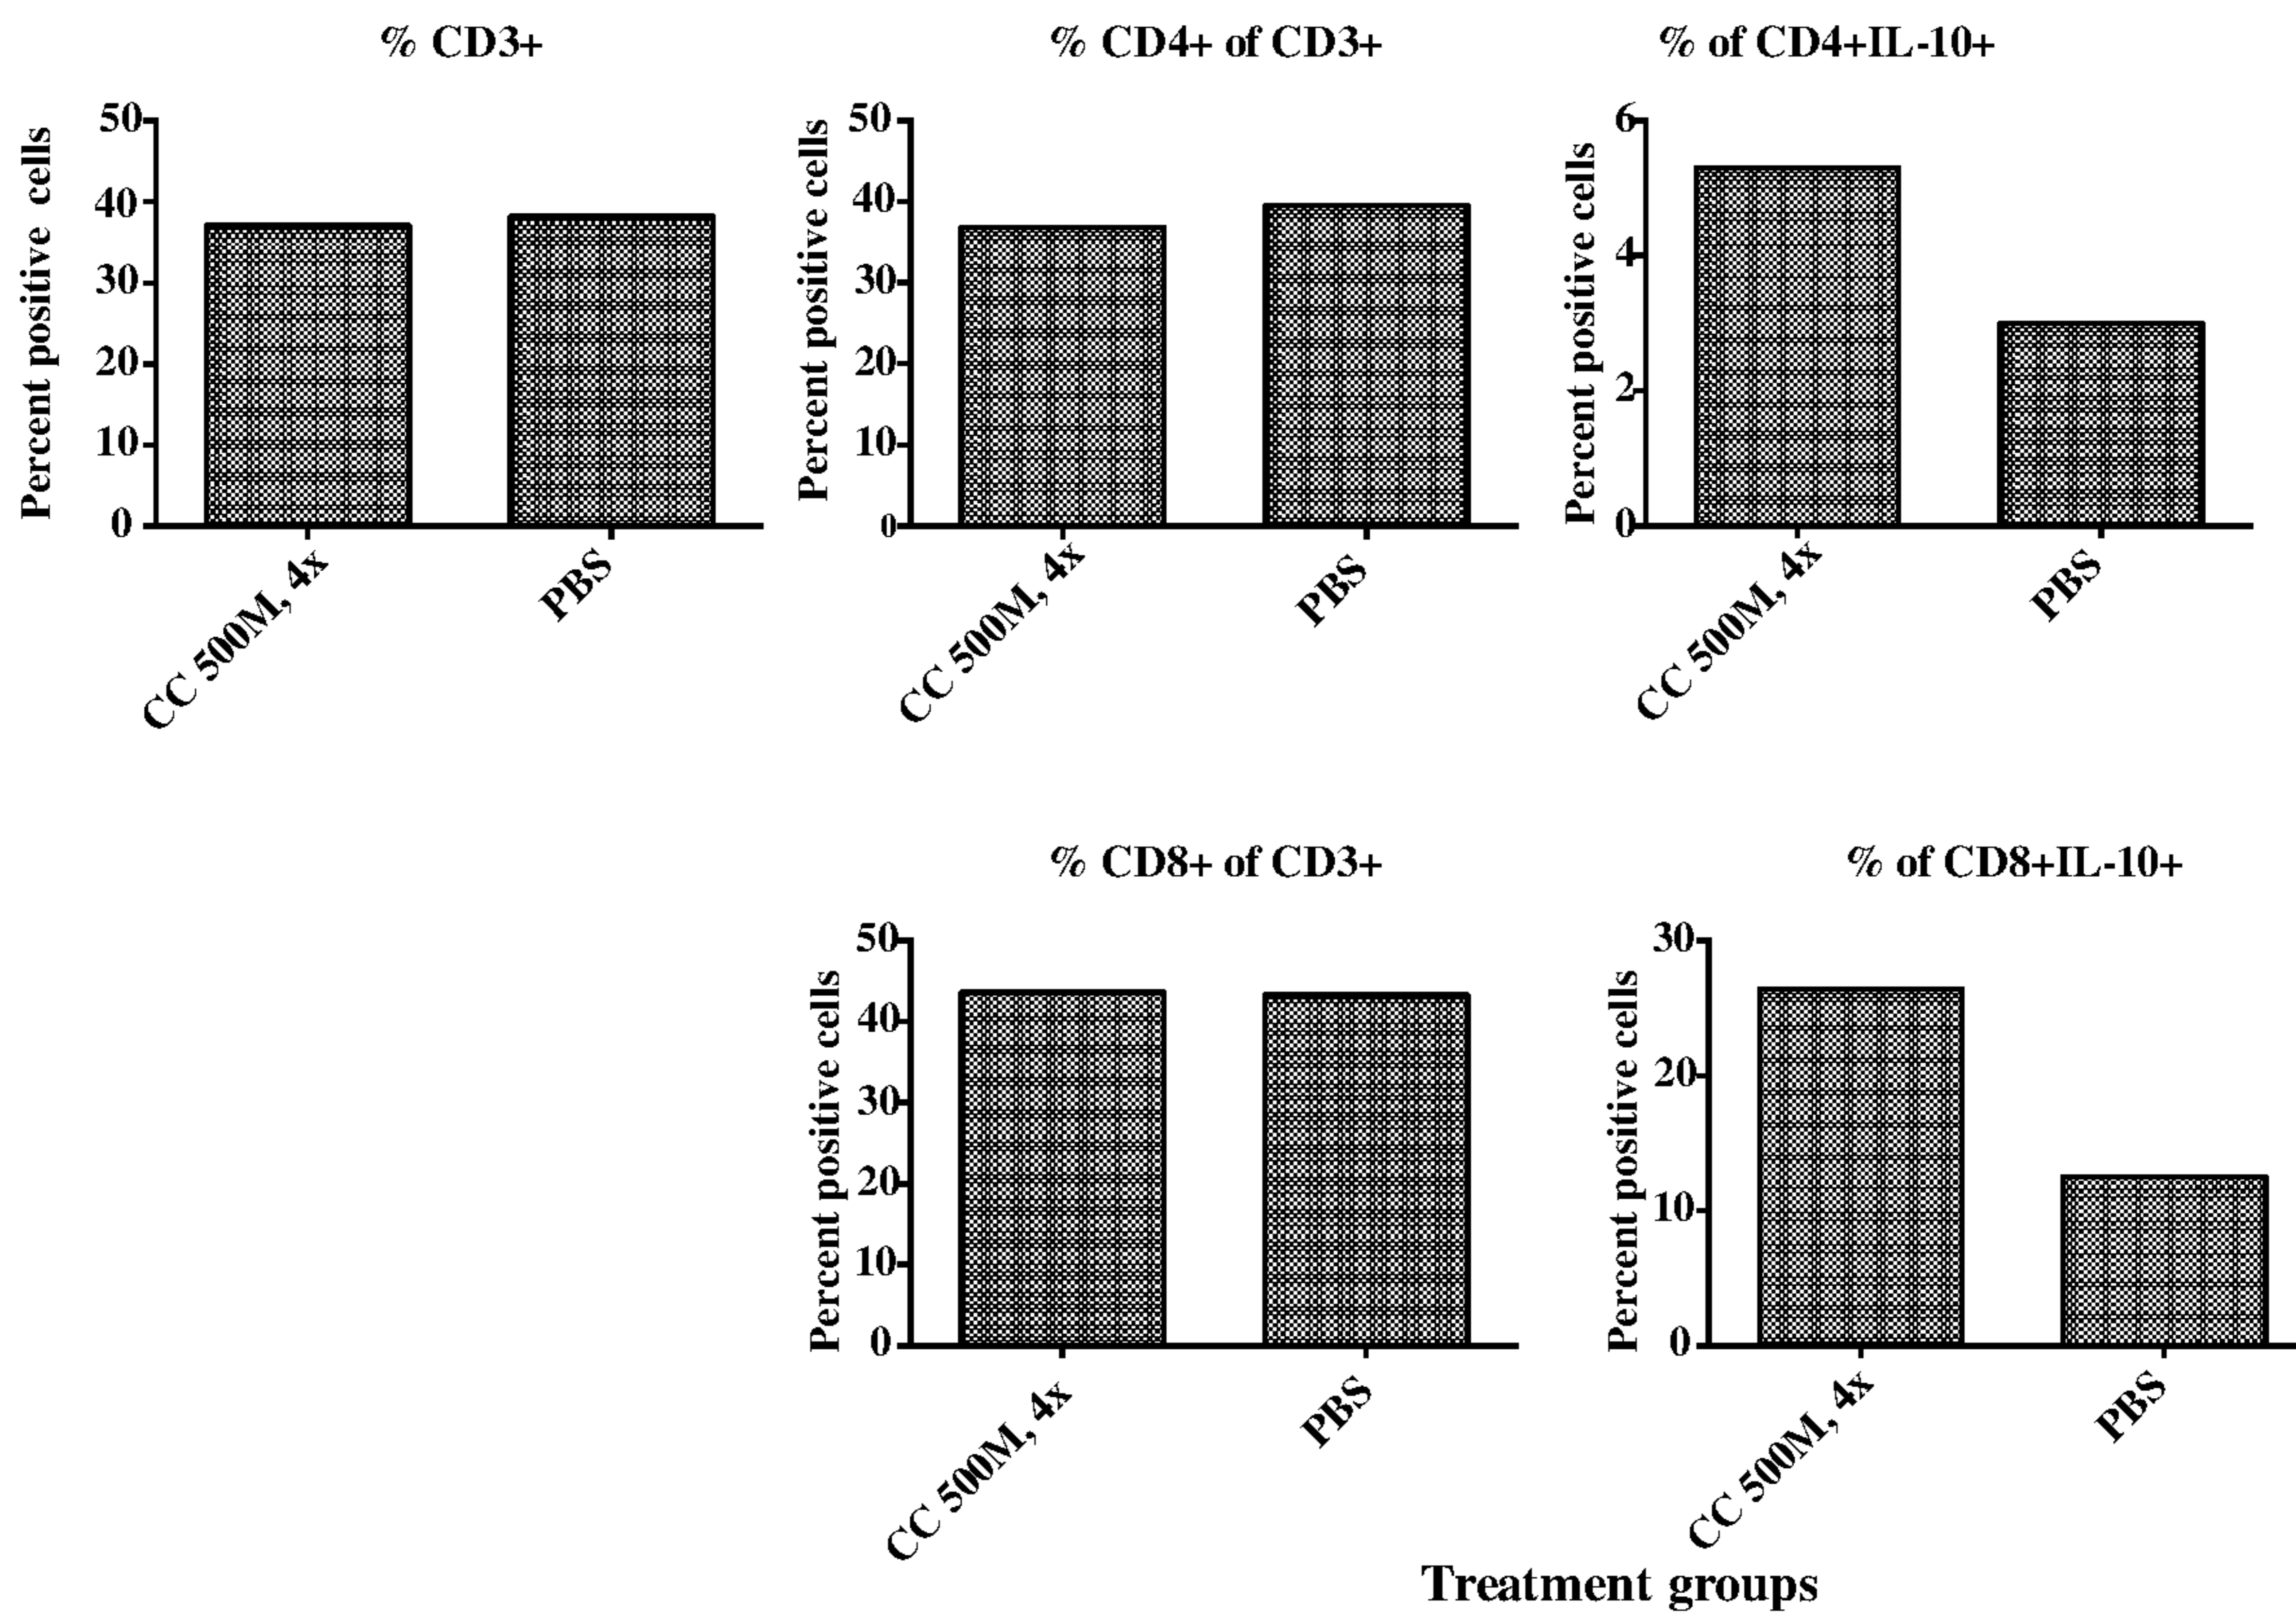 % CD3+
% CD4+ of CD3+
% of CD4+IL-10+
Percent positive cells
50
40
30
20
10
0
CC 500M, 4x
PBS
Percent positive cells
50
40
30
20
10
0
CC 500M, 4x
PBS
Percent positive cells
6
4
2
0
CC 500M, 4x
PBS
% CD8+ of CD3+
% of CD8+IL-10+
Percent positive cells
50
40
30
20
10
0
CC 500M, 4x
PBS
Percent positive cells
30
20
10
0
CC 500M, 4x
PBS
Treatment groups